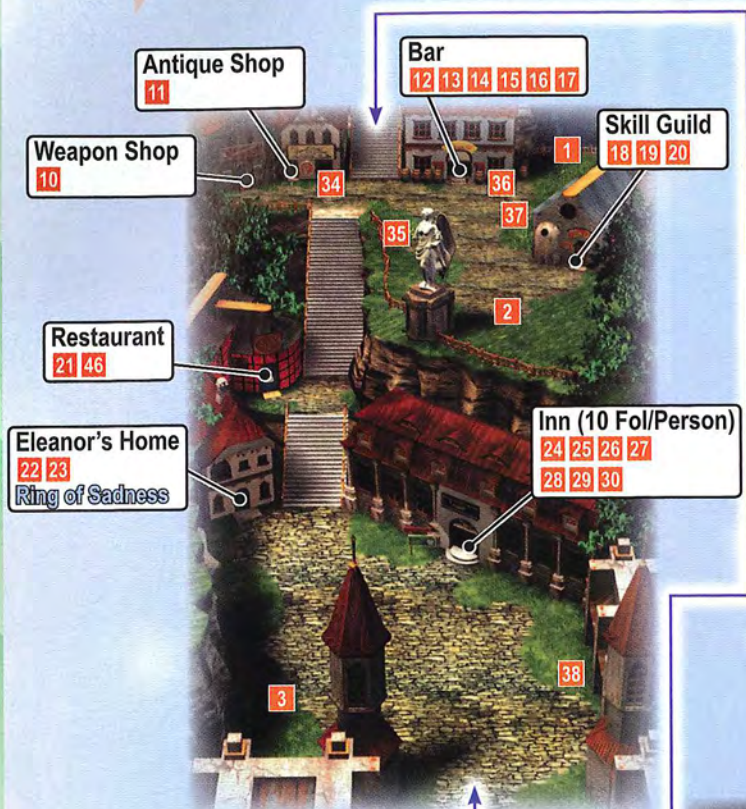 Antique Shop
11
Bar
12 13 14 15 16 17
Weapon Shop
10
Skill Guild
18 19 20
1
34
36
37
35
2
Restaurant
21 46
Inn (10 Fol/Person)
24 25 26 27
28 29 30
Eleanor's Home
22 23
Ring of Sadness
38
3